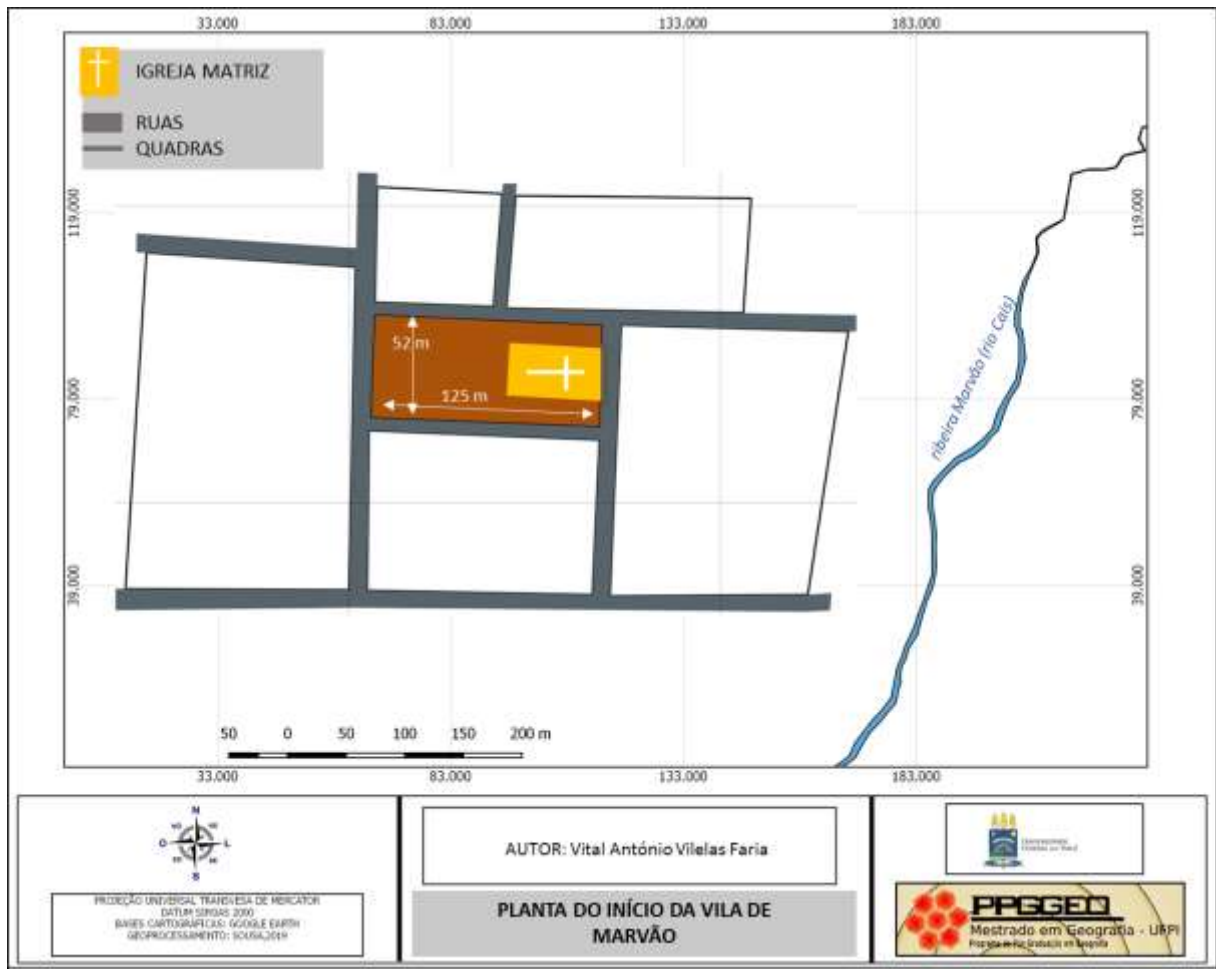 33.000 83.000 133.000 183.000
IGREJA MATRIZ
RUAS
QUADRAS
119.000 119.000
52 m
125 m
79.000 79.000
ribeira Marvão (rio Cais)
39.000 39.000
50 0 50 100 150 200 m
33.000 83.000 133.000 183.000
N
O L
S
PROJEÇÃO UNIVERSAL TRANSVESA DE MERCATOR
DATUM SIRGAS 2000
BASES CARTOGRÁFICAS: GOOGLE EARTH
GEOPROCESSAMENTO: SOUSA,2019
AUTOR: Vital António Vilelas Faria
PLANTA DO INÍCIO DA VILA DE
MARVÃO
PPGGEO
Mestrado em Geografia - UFPI